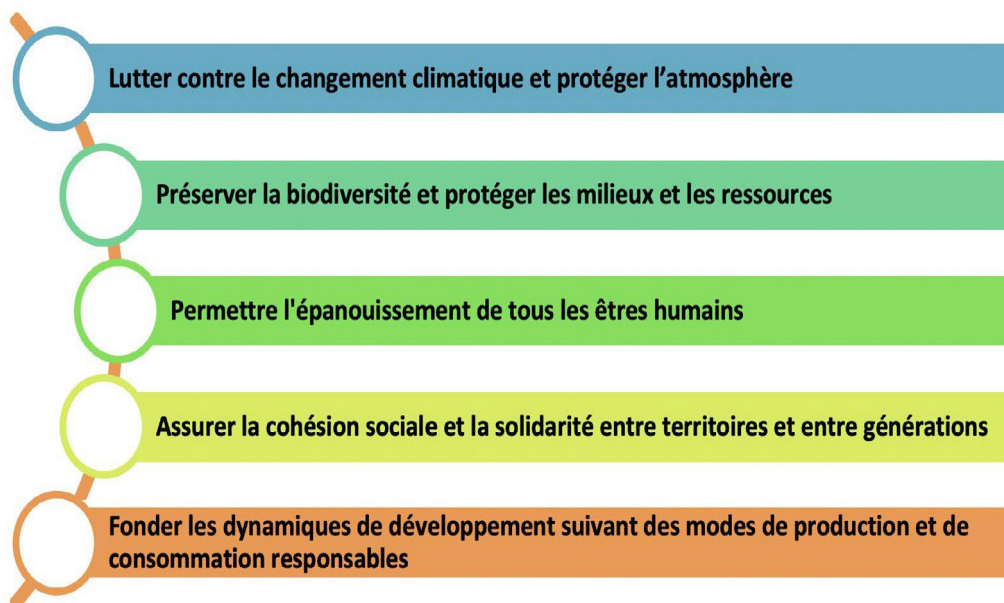 Lutter contre le changement climatique et protéger l’atmosphère
Préserver la biodiversité et protéger les milieux et les ressources
Permettre l'épanouissement de tous les êtres humains
Assurer la cohésion sociale et la solidarité entre territoires et entre générations
Fonder les dynamiques de développement suivant des modes de production et de
consommation responsables